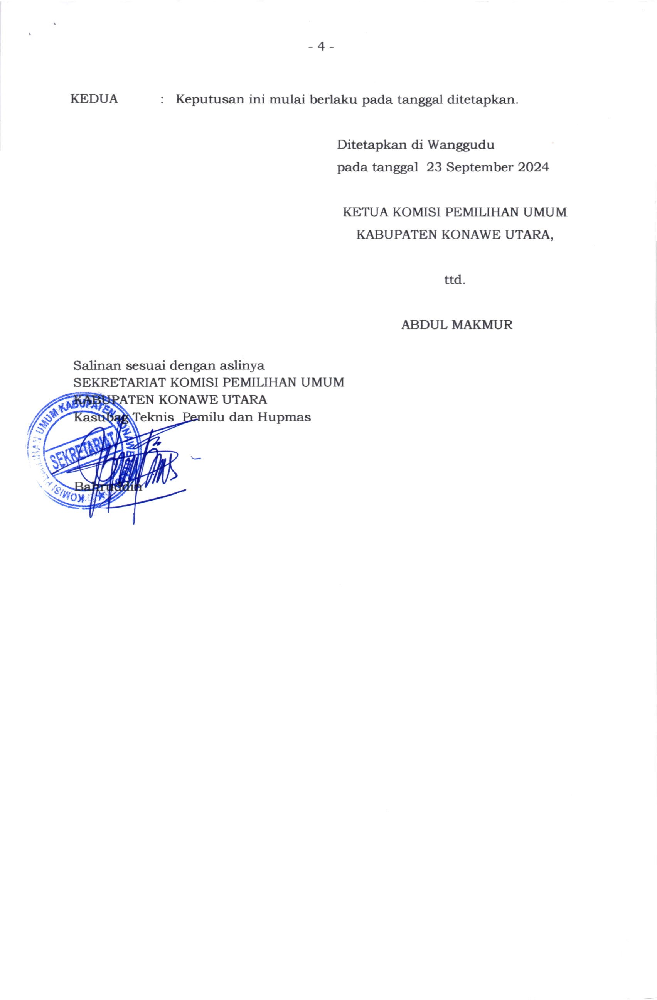 - 4 -
KEDUA : Keputusan ini mulai berlaku pada tanggal ditetapkan.
Ditetapkan di Wanggudu
pada tanggal 23 September 2024
KETUA KOMISI PEMILIHAN UMUM
KABUPATEN KONAWE UTARA,
ttd.
ABDUL MAKMUR
Salinan sesuai dengan aslinya
SEKRETARIAT KOMISI PEMILIHAN UMUM
KABUPATEN KONAWE UTARA
Kasubag Teknis Pemilu dan Hupmas
KOMISI PEMILIHAN UMUM KABUPATEN KONAWE
SEKRETARIAT
Bahruddin